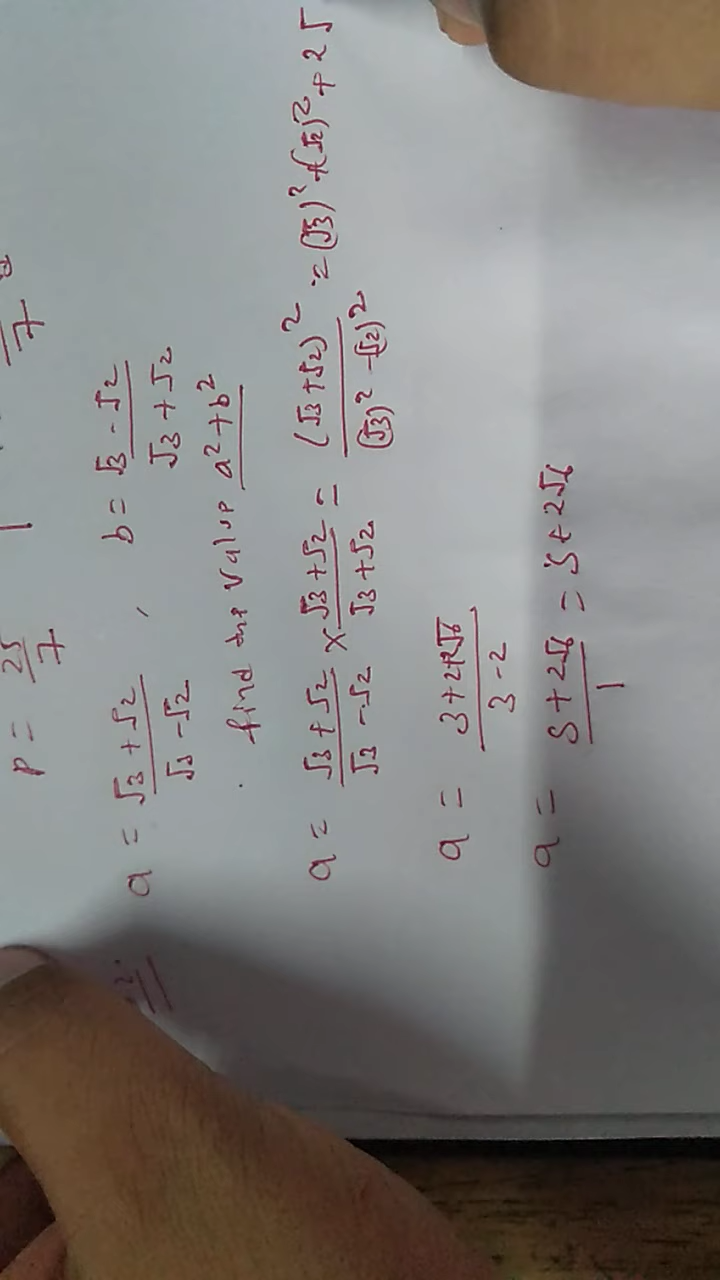 p = 25/7
a = √3 + √2 / √3 - √2 , b = √3 - √2 / √3 + √2
. find the value a² + b²
a = √3 + √2 / √3 - √2 × √3 + √2 / √3 + √2 = (√3 + √2)² / (√3)² - (√2)² = (√3)² + (√2)² + 2√
a = 3 + 2 + 2√6 / 3 - 2
a = 5 + 2√6 / 1 = 5 + 2√6